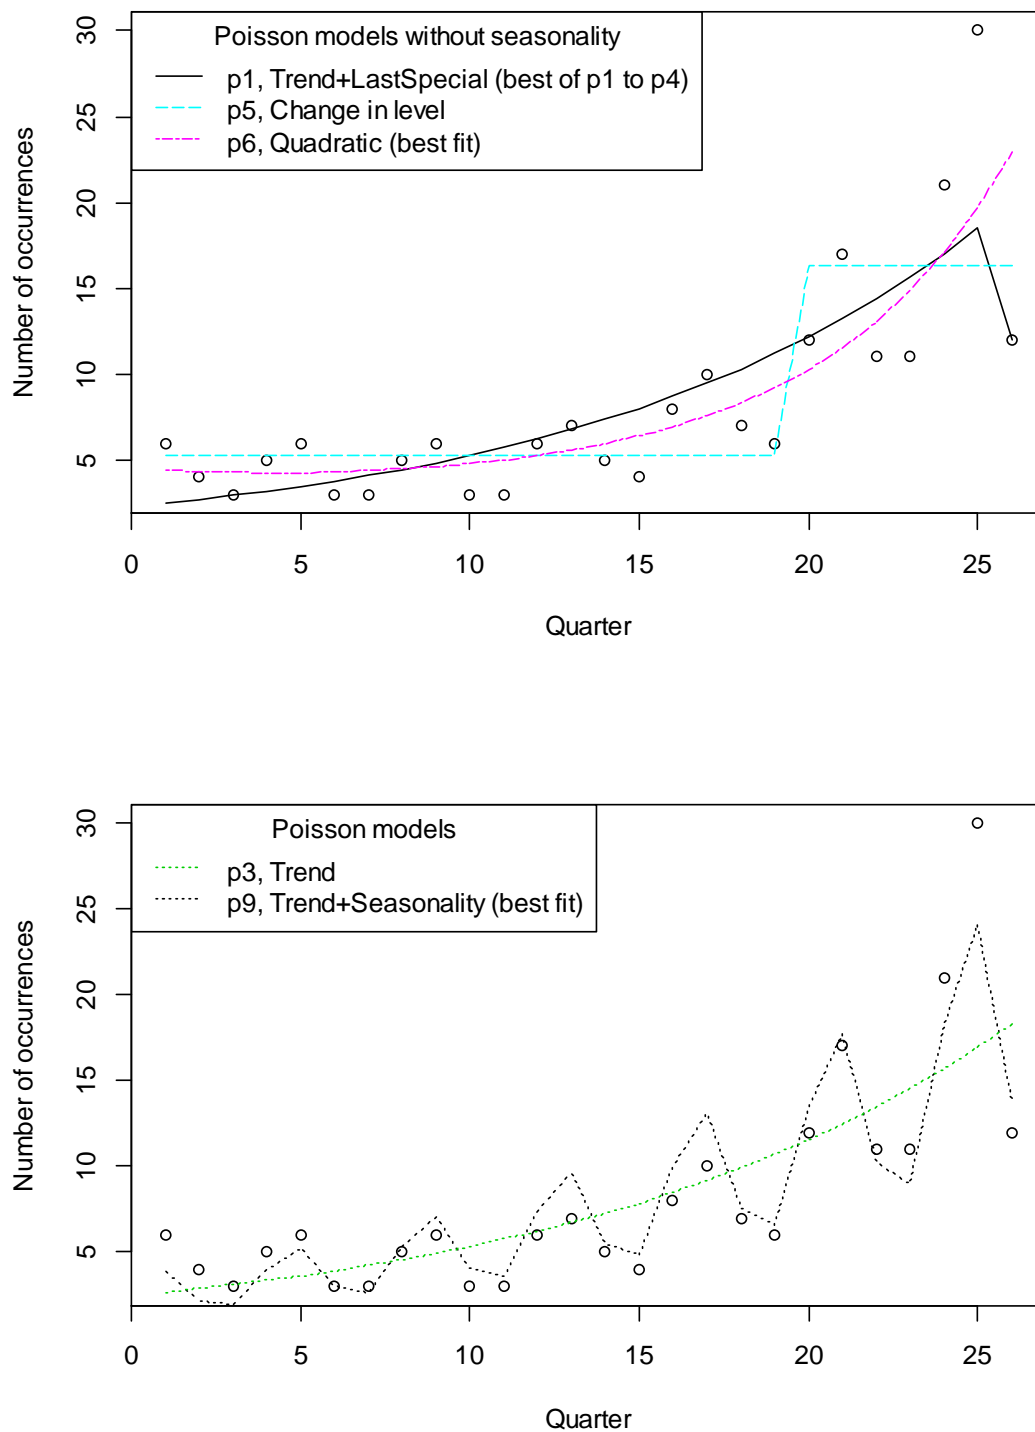 Poisson models without seasonality
p1, Trend+LastSpecial (best of p1 to p4)
p5, Change in level
p6, Quadratic (best fit)
Number of occurrences
30
25
20
15
10
5
0 5 10 15 20 25
Quarter
Poisson models
p3, Trend
p9, Trend+Seasonality (best fit)
Number of occurrences
30
25
20
15
10
5
0 5 10 15 20 25
Quarter